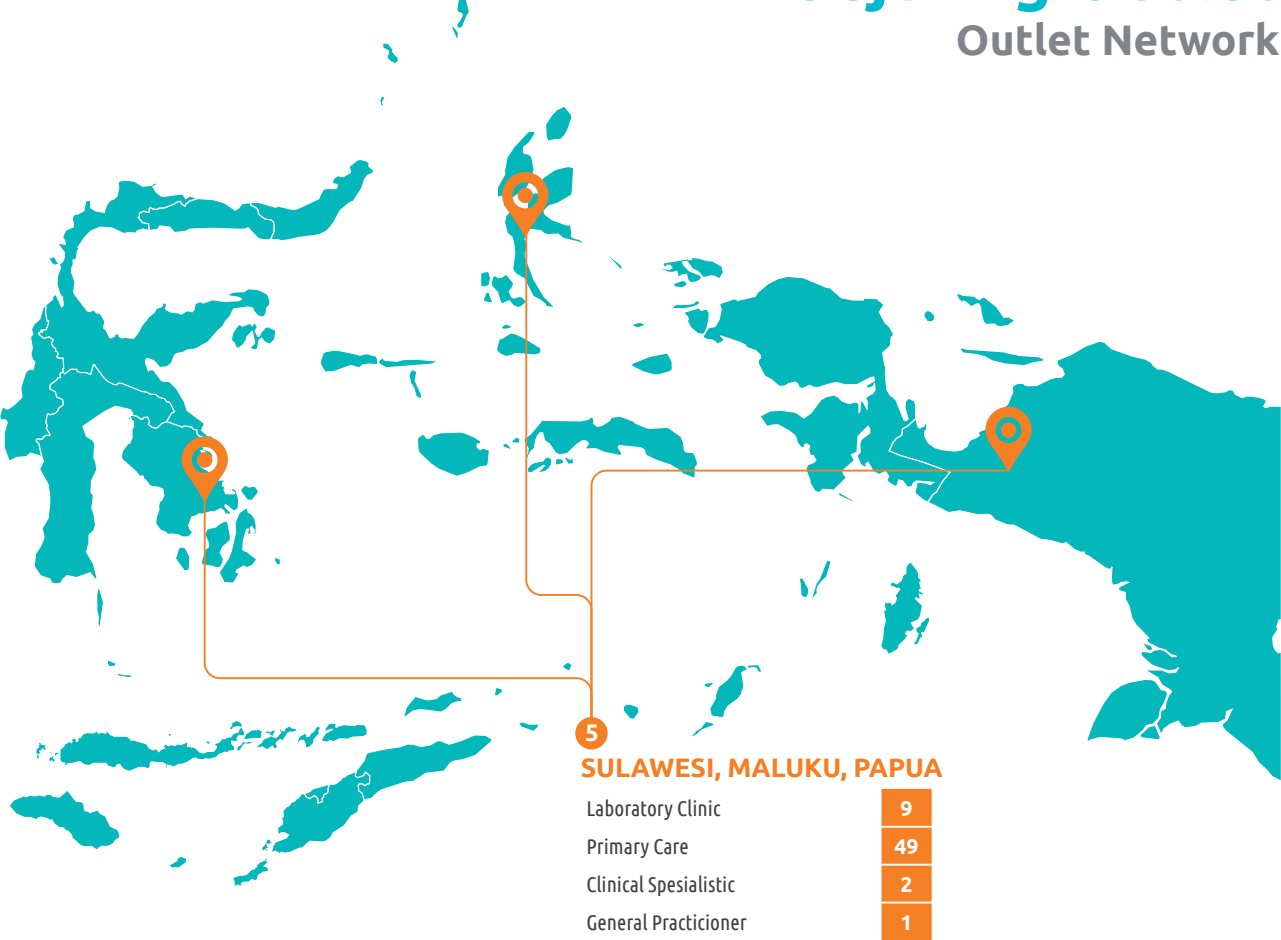 Outlet Network
5
SULAWESI, MALUKU, PAPUA
Laboratory Clinic 9
Primary Care 49
Clinical Spesialistic 2
General Practicioner 1